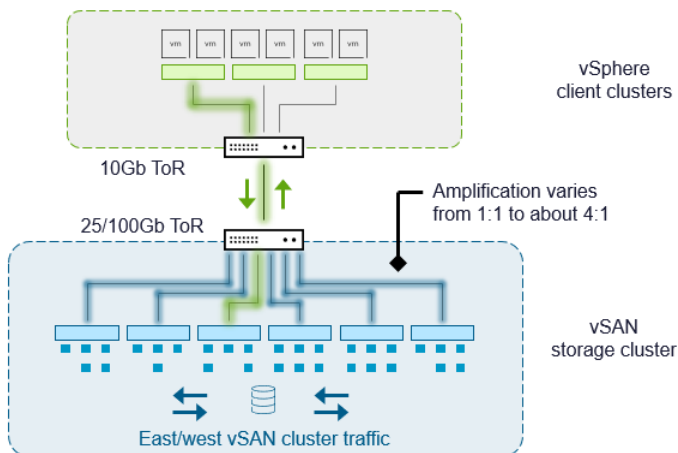 vm vm vm vm vm vm
vSphere
client clusters
10Gb ToR
Amplification varies
from 1:1 to about 4:1
25/100Gb ToR
vSAN
storage cluster
East/west vSAN cluster traffic